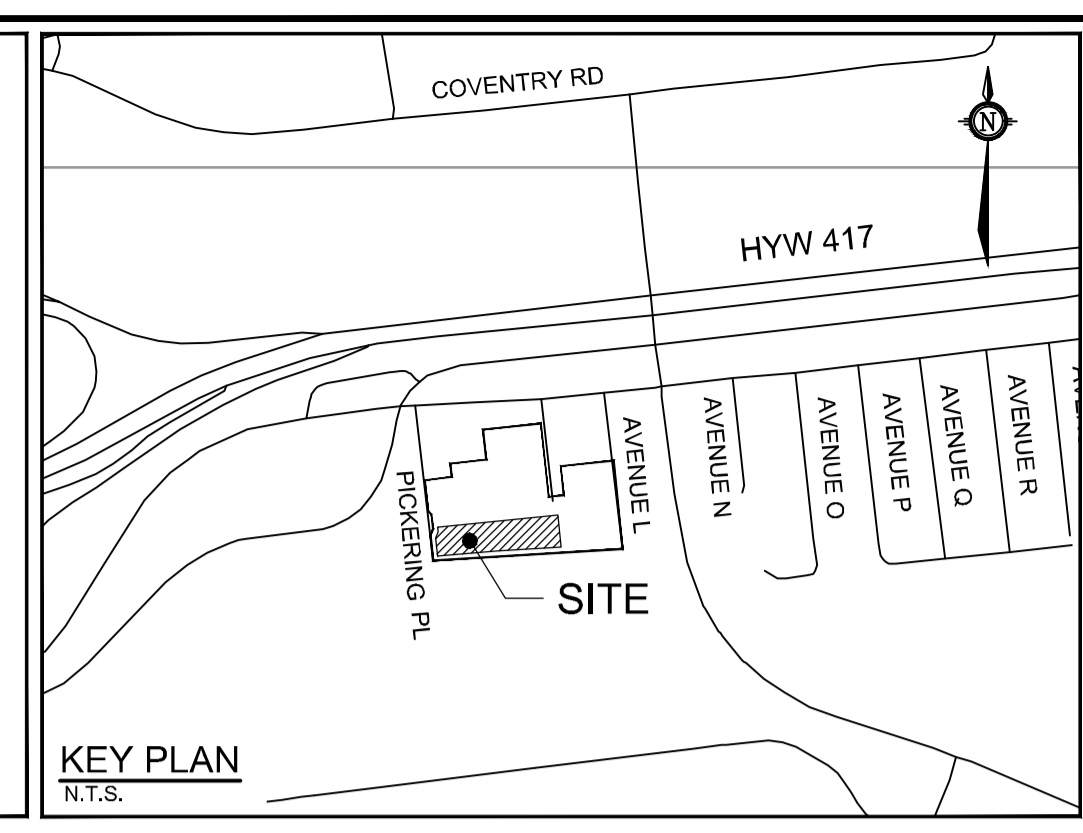 COVENTRY RD
N
HYW 417
PICKERING PL
AVENUE L
AVENUE N
AVENUE O
AVENUE P
AVENUE Q
AVENUE R
SITE
KEY PLAN
N.T.S.